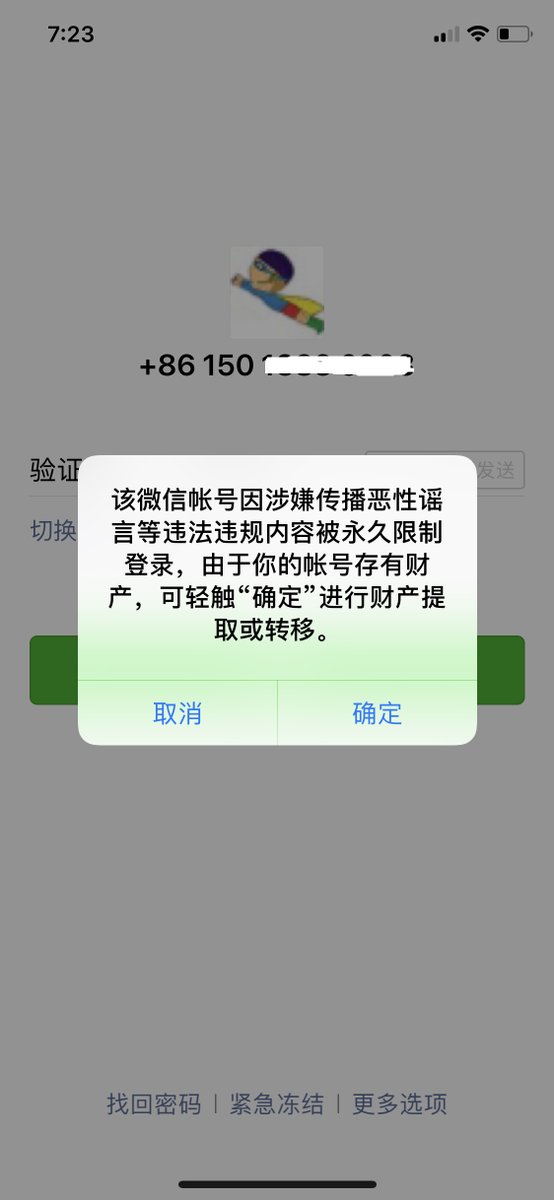 7:23
+86 150
验证
发送
切换
该微信帐号因涉嫌传播恶性谣
言等违法违规内容被永久限制
登录，由于你的帐号存有财
产，可轻触“确定”进行财产提
取或转移。
取消
确定
找回密码 | 紧急冻结 | 更多选项